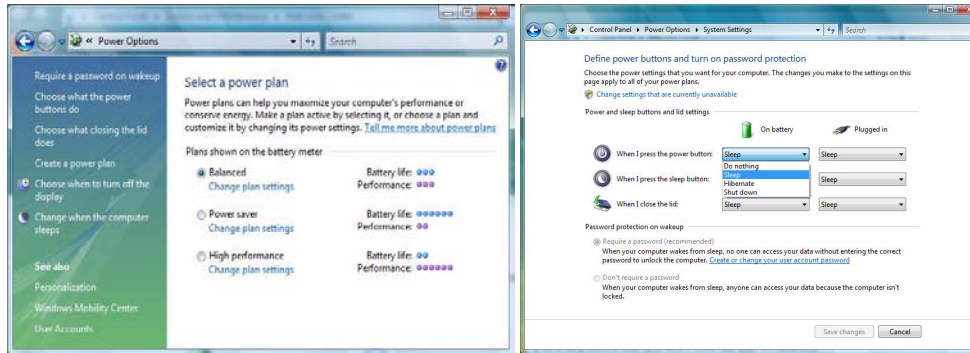 Power Options
Search
Require a password on wakeup
Choose what the power
buttons do
Choose what closing the lid
does
Create a power plan
Choose when to turn off the
display
Change when the computer
sleeps
See also
Personalization
Windows Mobility Center
User Accounts
Select a power plan
Power plans can help you maximize your computer's performance or
conserve energy. Make a plan active by selecting it, or choose a plan and
customize it by changing its power settings. Tell me more about power plans
Plans shown on the battery meter
Balanced Battery life:
Change plan settings Performance:
Power saver Battery life:
Change plan settings Performance:
High performance Battery life:
Change plan settings Performance:
Control Panel Power Options System Settings Search
Define power buttons and turn on password protection
Choose the power settings that you want for your computer. The changes you make to the settings on this
page apply to all of your power plans.
Change settings that are currently unavailable
Power and sleep buttons and lid settings
On battery Plugged in
When I press the power button: Sleep Sleep
Do nothing
Sleep
Hibernate
Shut down
When I press the sleep button: Sleep
When I close the lid: Sleep Sleep
Password protection on wakeup
Require a password (recommended)
When your computer wakes from sleep, no one can access your data without entering the correct
password to unlock the computer. Create or change your user account password
Don't require a password
When your computer wakes from sleep, anyone can access your data because the computer isn't
locked.
Save changes Cancel